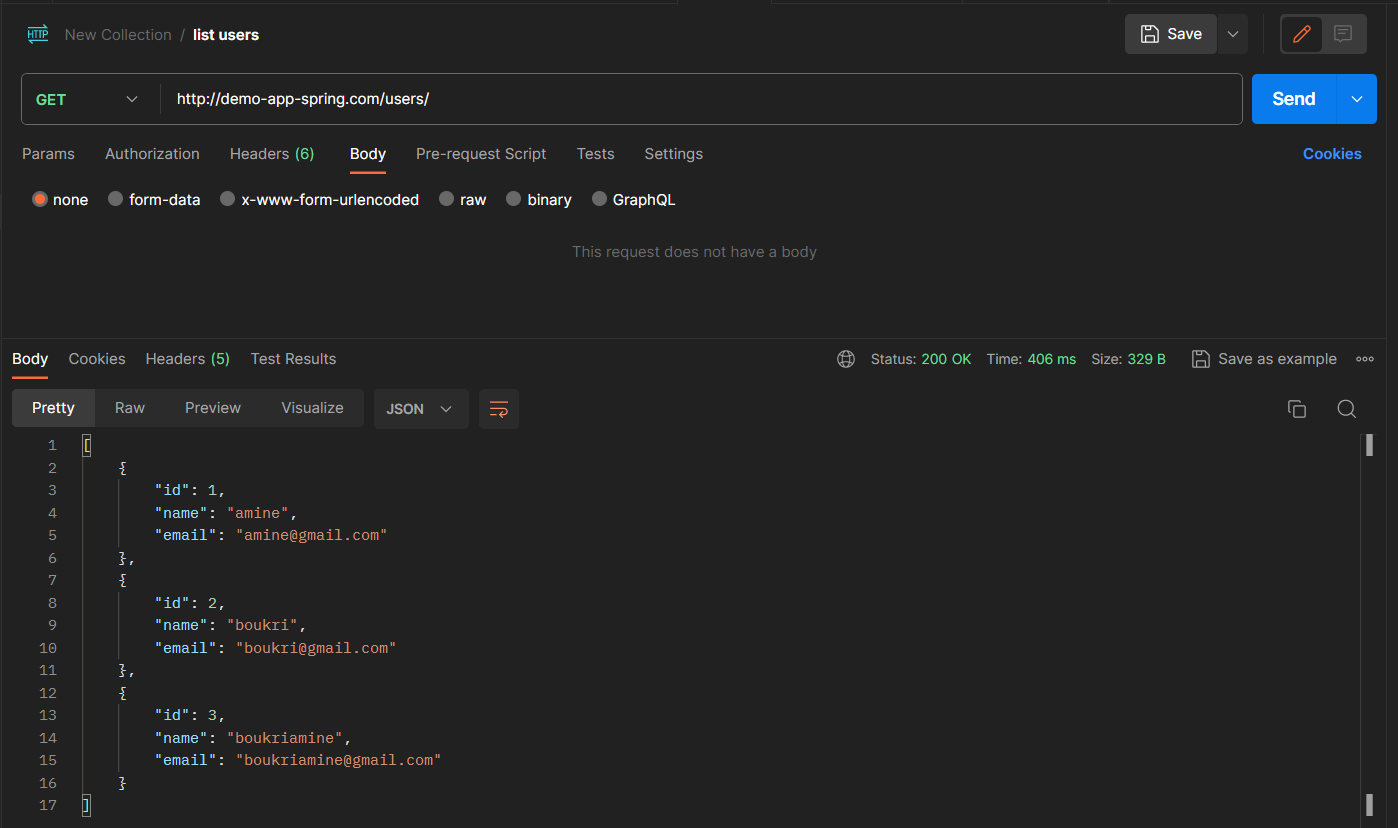 HTTP New Collection / list users Save
GET http://demo-app-spring.com/users/ Send
Params Authorization Headers (6) Body Pre-request Script Tests Settings Cookies
none form-data x-www-form-urlencoded raw binary GraphQL
This request does not have a body
Body Cookies Headers (5) Test Results Status: 200 OK Time: 406 ms Size: 329 B Save as example
Pretty Raw Preview Visualize JSON
1 [
2 {
3 "id": 1,
4 "name": "amine",
5 "email": "amine@gmail.com"
6 },
7 {
8 "id": 2,
9 "name": "boukri",
10 "email": "boukri@gmail.com"
11 },
12 {
13 "id": 3,
14 "name": "boukriamine",
15 "email": "boukriamine@gmail.com"
16 }
17 ]